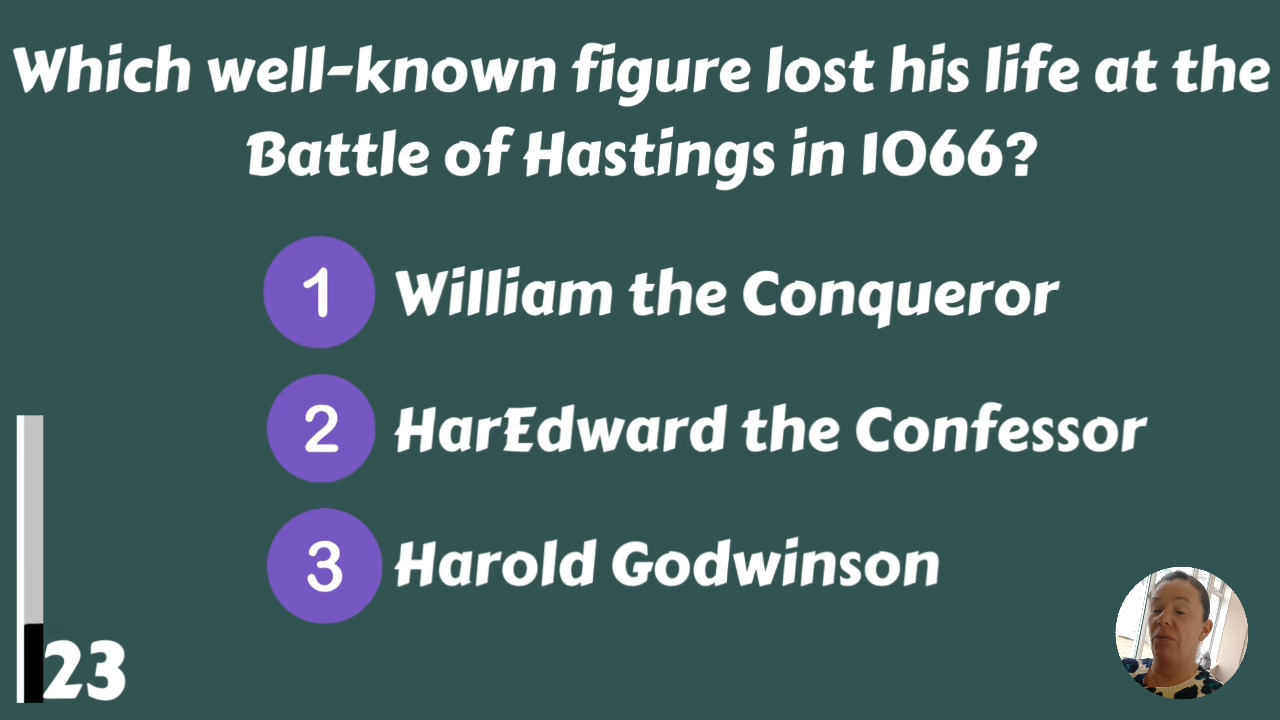 Which well-known figure lost his life at the
Battle of Hastings in 1066?
1 William the Conqueror
2 HarEdward the Confessor
3 Harold Godwinson
23